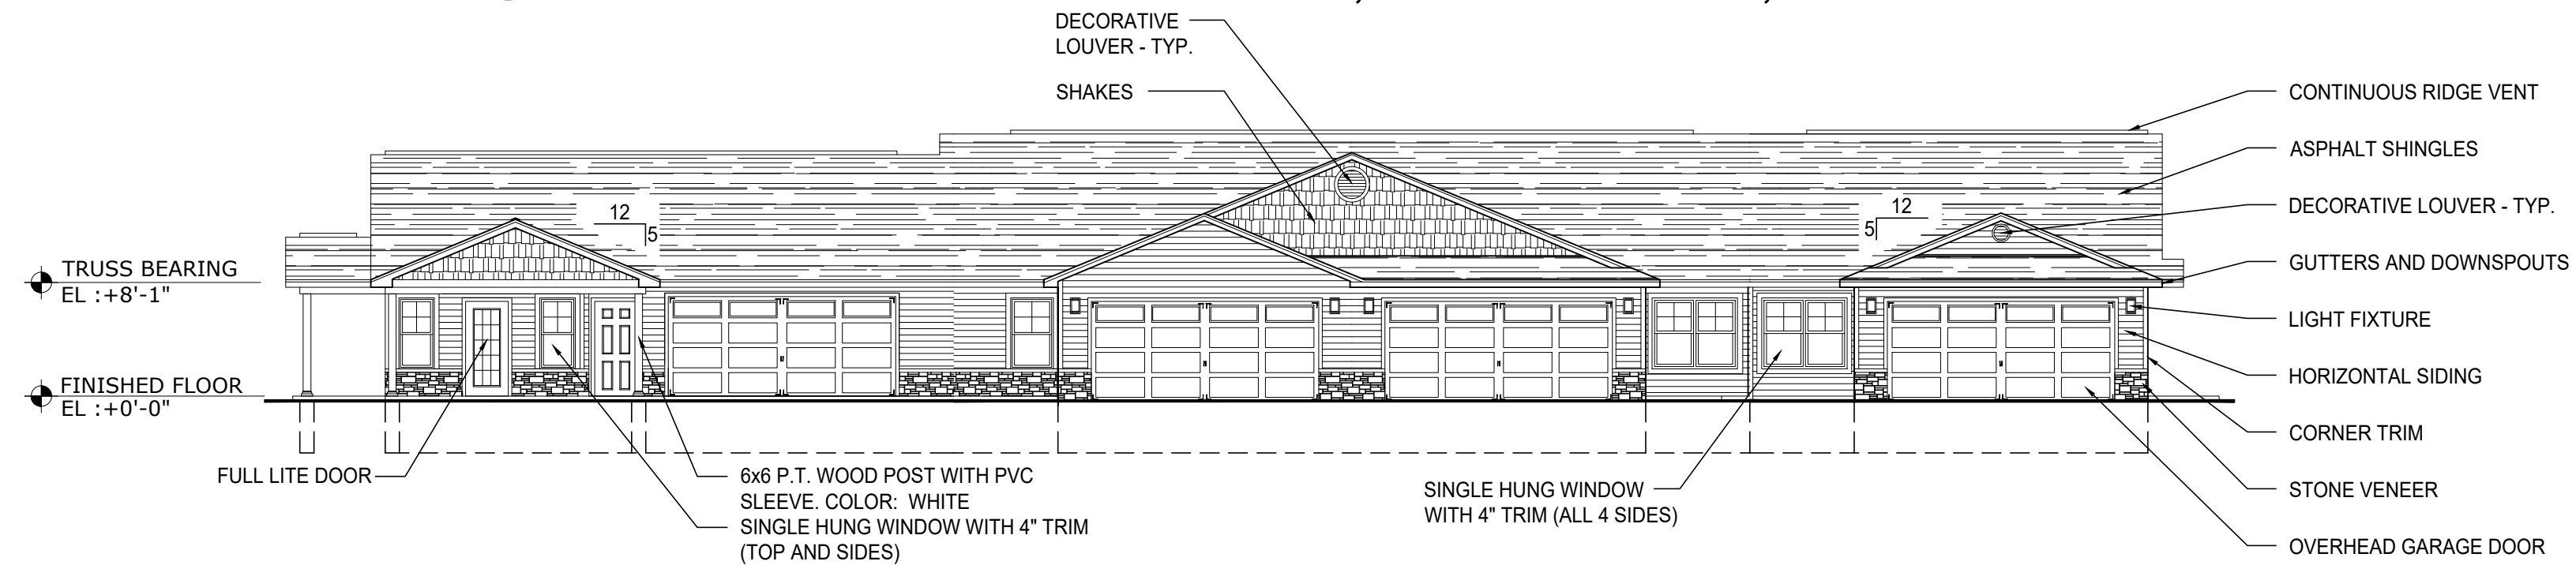 DECORATIVE
LOUVER - TYP.
SHAKES
CONTINUOUS RIDGE VENT
ASPHALT SHINGLES
DECORATIVE LOUVER - TYP.
GUTTERS AND DOWNSPOUTS
LIGHT FIXTURE
HORIZONTAL SIDING
CORNER TRIM
STONE VENEER
OVERHEAD GARAGE DOOR
12
5
12
5
TRUSS BEARING
EL :+8'-1"
FINISHED FLOOR
EL :+0'-0"
FULL LITE DOOR
6x6 P.T. WOOD POST WITH PVC
SLEEVE. COLOR: WHITE
SINGLE HUNG WINDOW WITH 4" TRIM
(TOP AND SIDES)
SINGLE HUNG WINDOW
WITH 4" TRIM (ALL 4 SIDES)